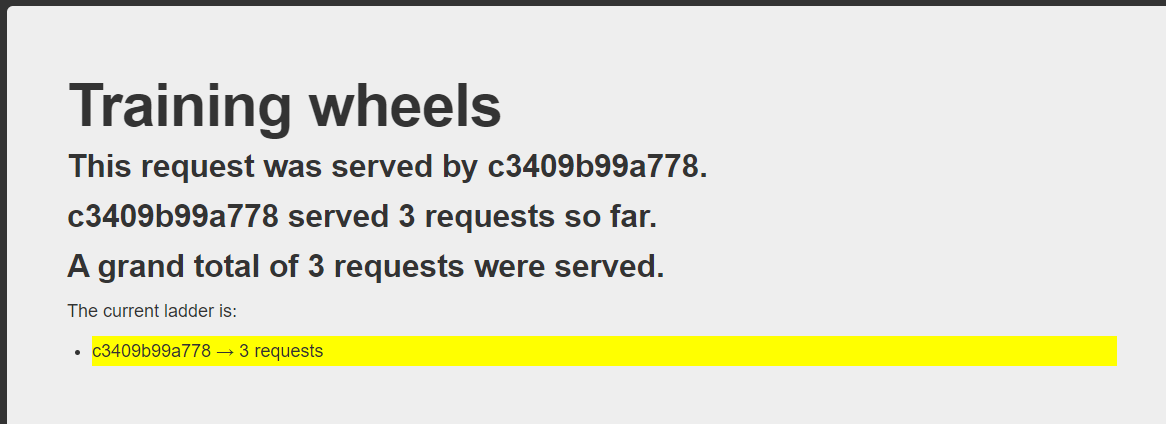 Training wheels
This request was served by c3409b99a778.
c3409b99a778 served 3 requests so far.
A grand total of 3 requests were served.
The current ladder is:
• c3409b99a778 → 3 requests